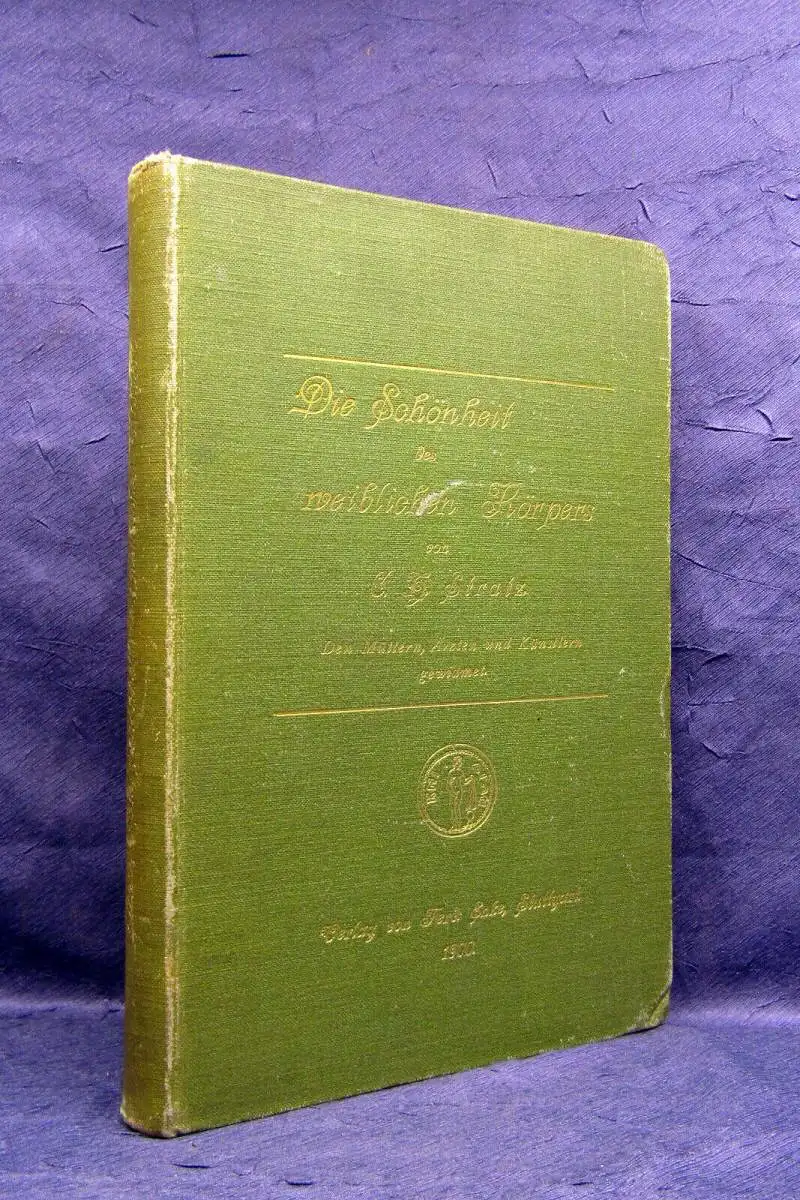 Die Schönheit
des
weiblichen Körpers
von
C H Stratz
Den Müttern, Ärzten und Künstlern
gewidmet.
Verlag von Ferd. Enke, Stuttgart
1900.